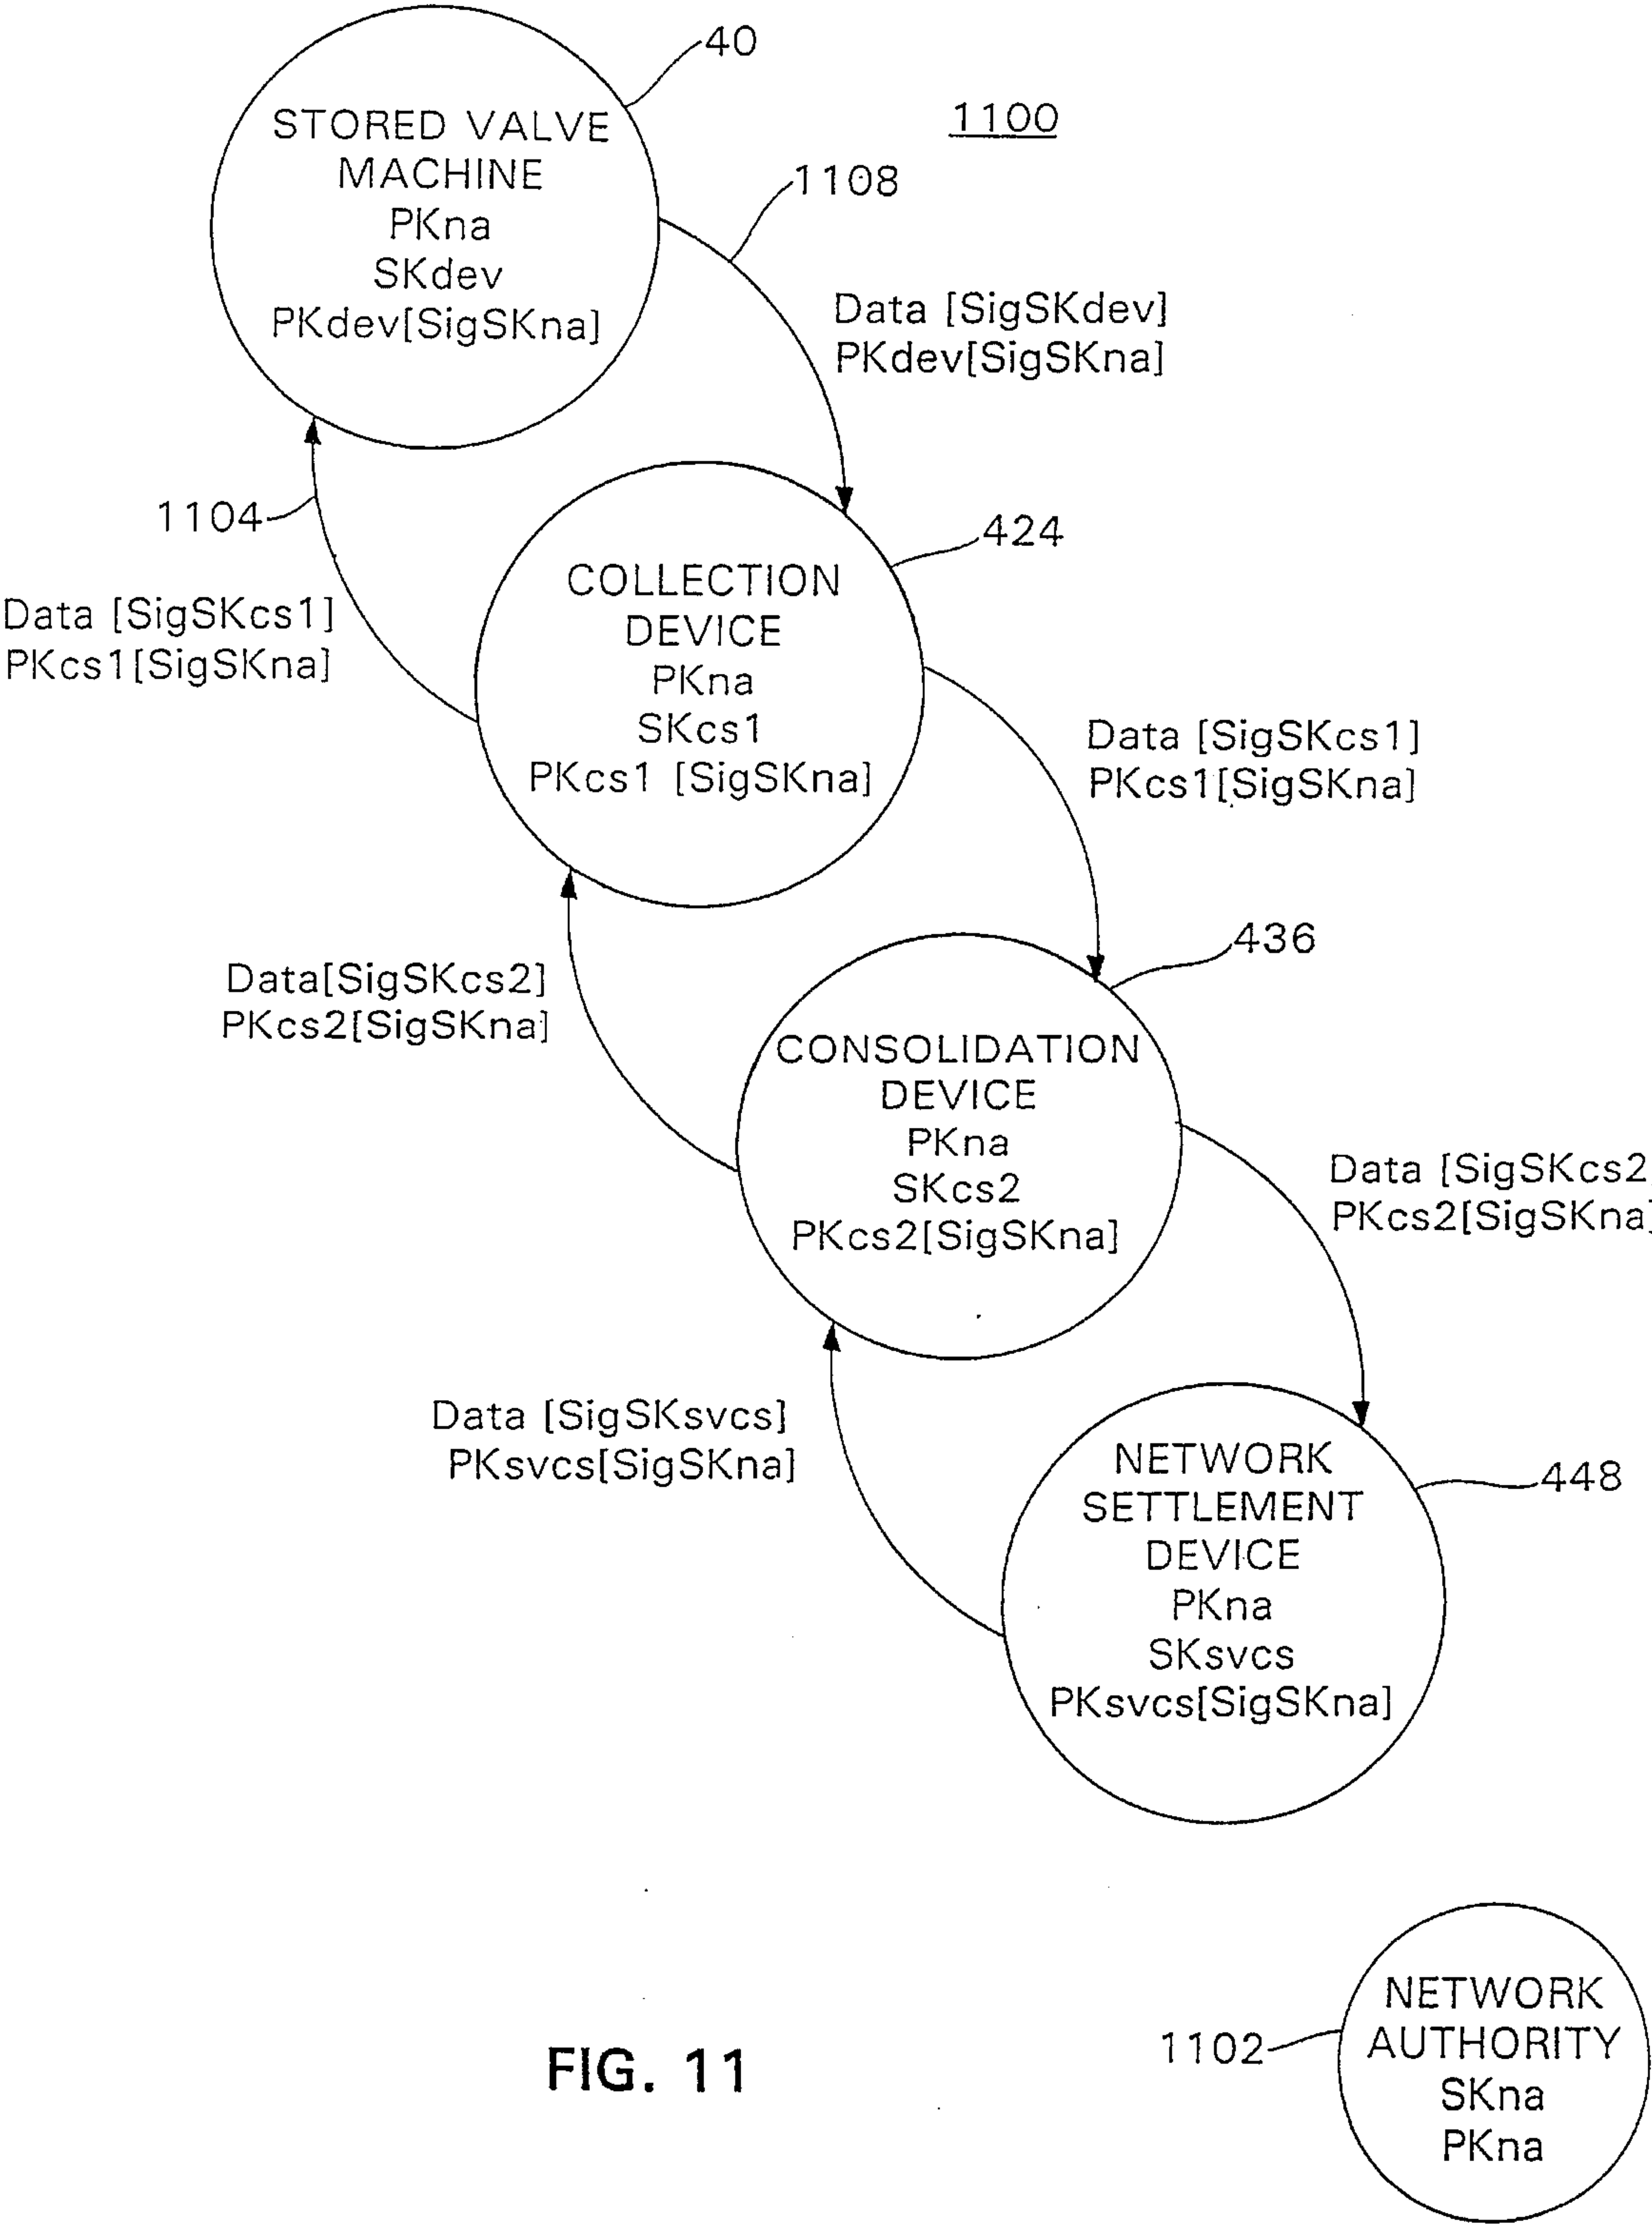 40
1100
STORED VALVE
MACHINE
PKna
SKdev
PKdev[SigSKna]
1108
Data [SigSKdev]
PKdev[SigSKna]
1104
Data [SigSKcs1]
PKcs1[SigSKna]
424
COLLECTION
DEVICE
PKna
SKcs1
PKcs1 [SigSKna]
Data [SigSKcs1]
PKcs1[SigSKna]
Data[SigSKcs2]
PKcs2[SigSKna]
436
CONSOLIDATION
DEVICE
PKna
SKcs2
PKcs2[SigSKna]
Data [SigSKcs2
PKcs2[SigSKna]
Data [SigSKsvcs]
PKsvcs[SigSKna]
448
NETWORK
SETTLEMENT
DEVICE
PKna
SKsvcs
PKsvcs[SigSKna]
1102
NETWORK
AUTHORITY
SKna
PKna
FIG. 11